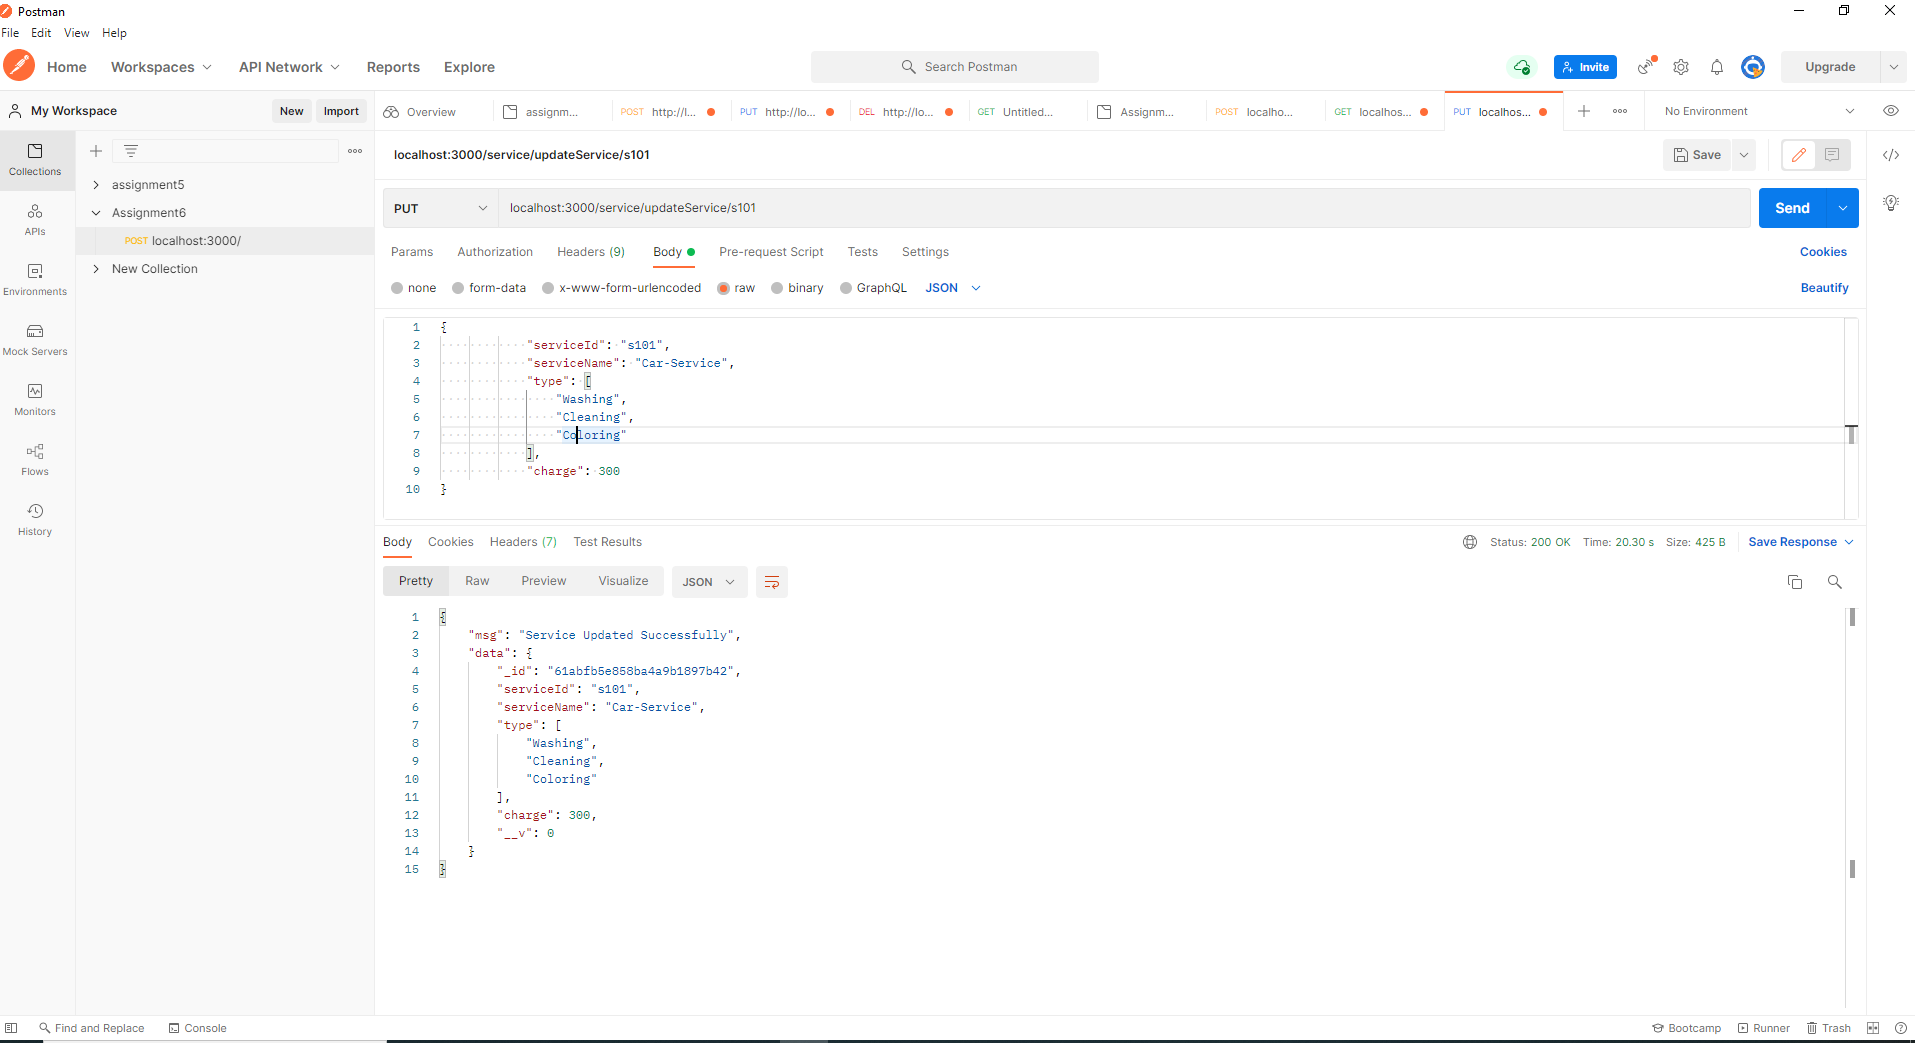 Postman
File Edit View Help
Home Workspaces API Network Reports Explore Search Postman Invite Upgrade
My Workspace New Import Overview assignm... POST http://l... PUT http://lo... DEL http://lo... GET Untitled... Assignm... POST localho... GET localhos... PUT localhos... No Environment
Collections
APIs
Environments
Mock Servers
Monitors
Flows
History
assignment5
Assignment6
POST localhost:3000/
New Collection
localhost:3000/service/updateService/s101 Save
PUT localhost:3000/service/updateService/s101 Send
Params Authorization Headers (9) Body Pre-request Script Tests Settings Cookies
none form-data x-www-form-urlencoded raw binary GraphQL JSON Beautify
1 {
2 "serviceId": "s101",
3 "serviceName": "Car-Service",
4 "type": [
5 "Washing",
6 "Cleaning",
7 "Coloring"
8 ],
9 "charge": 300
10 }
Body Cookies Headers (7) Test Results Status: 200 OK Time: 20.30 s Size: 425 B Save Response
Pretty Raw Preview Visualize JSON
1 {
2 "msg": "Service Updated Successfully",
3 "data": {
4 "_id": "61abfb5e858ba4a9b1897b42",
5 "serviceId": "s101",
6 "serviceName": "Car-Service",
7 "type": [
8 "Washing",
9 "Cleaning",
10 "Coloring"
11 ],
12 "charge": 300,
13 "__v": 0
14 }
15 }
Find and Replace Console Bootcamp Runner Trash